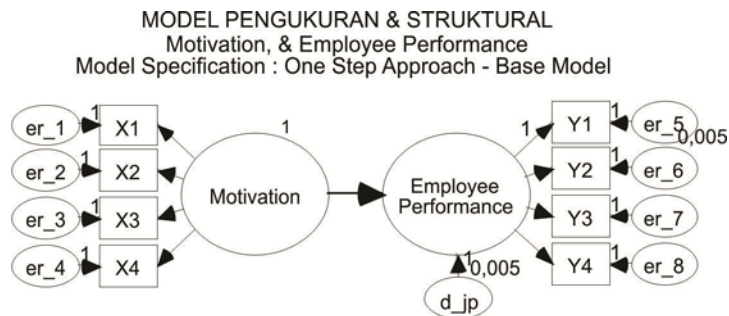 MODEL PENGUKURAN & STRUKTURAL
Motivation, & Employee Performance
Model Specification : One Step Approach - Base Model
er_1 1 X1
er_2 1 X2
er_3 1 X3
er_4 1 X4
1
Motivation
Employee
Performance
1
Y1 1 er_5
0,005
Y2 1 er_6
Y3 1 er_7
Y4 1 er_8
1
0,005
d_jp